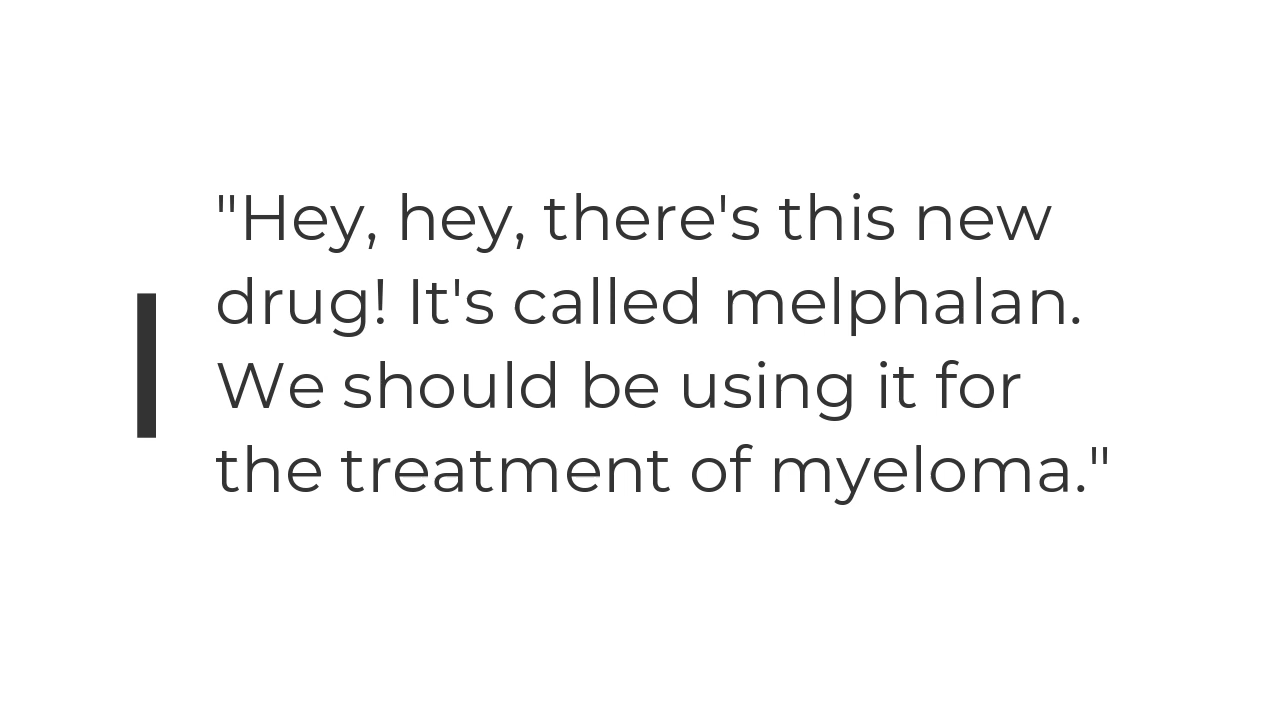 "Hey, hey, there's this new
drug! It's called melphalan.
We should be using it for
the treatment of myeloma."